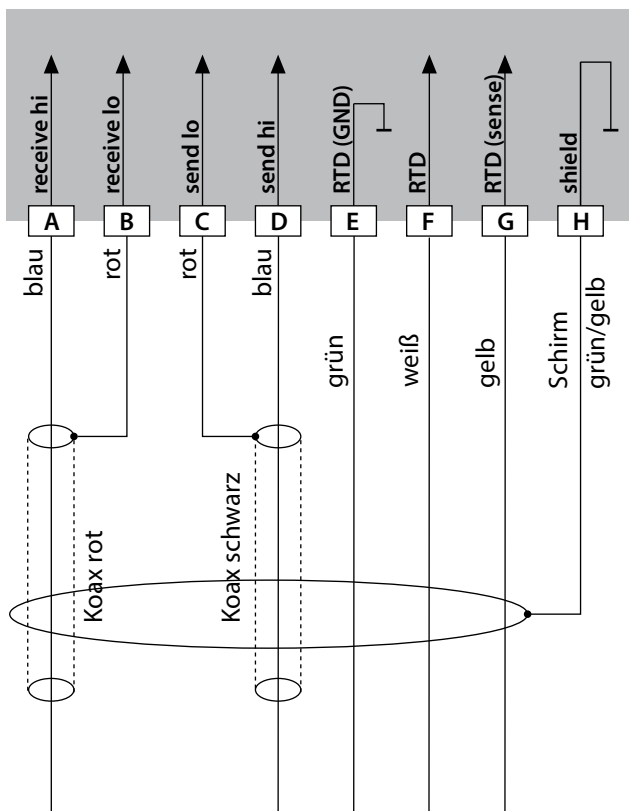 receive hi
receive lo
send lo
send hi
RTD (GND)
RTD
RTD (sense)
shield
A
B
C
D
E
F
G
H
blau
rot
rot
blau
grün
weiß
gelb
Schirm
grün/gelb
Koax rot
Koax schwarz